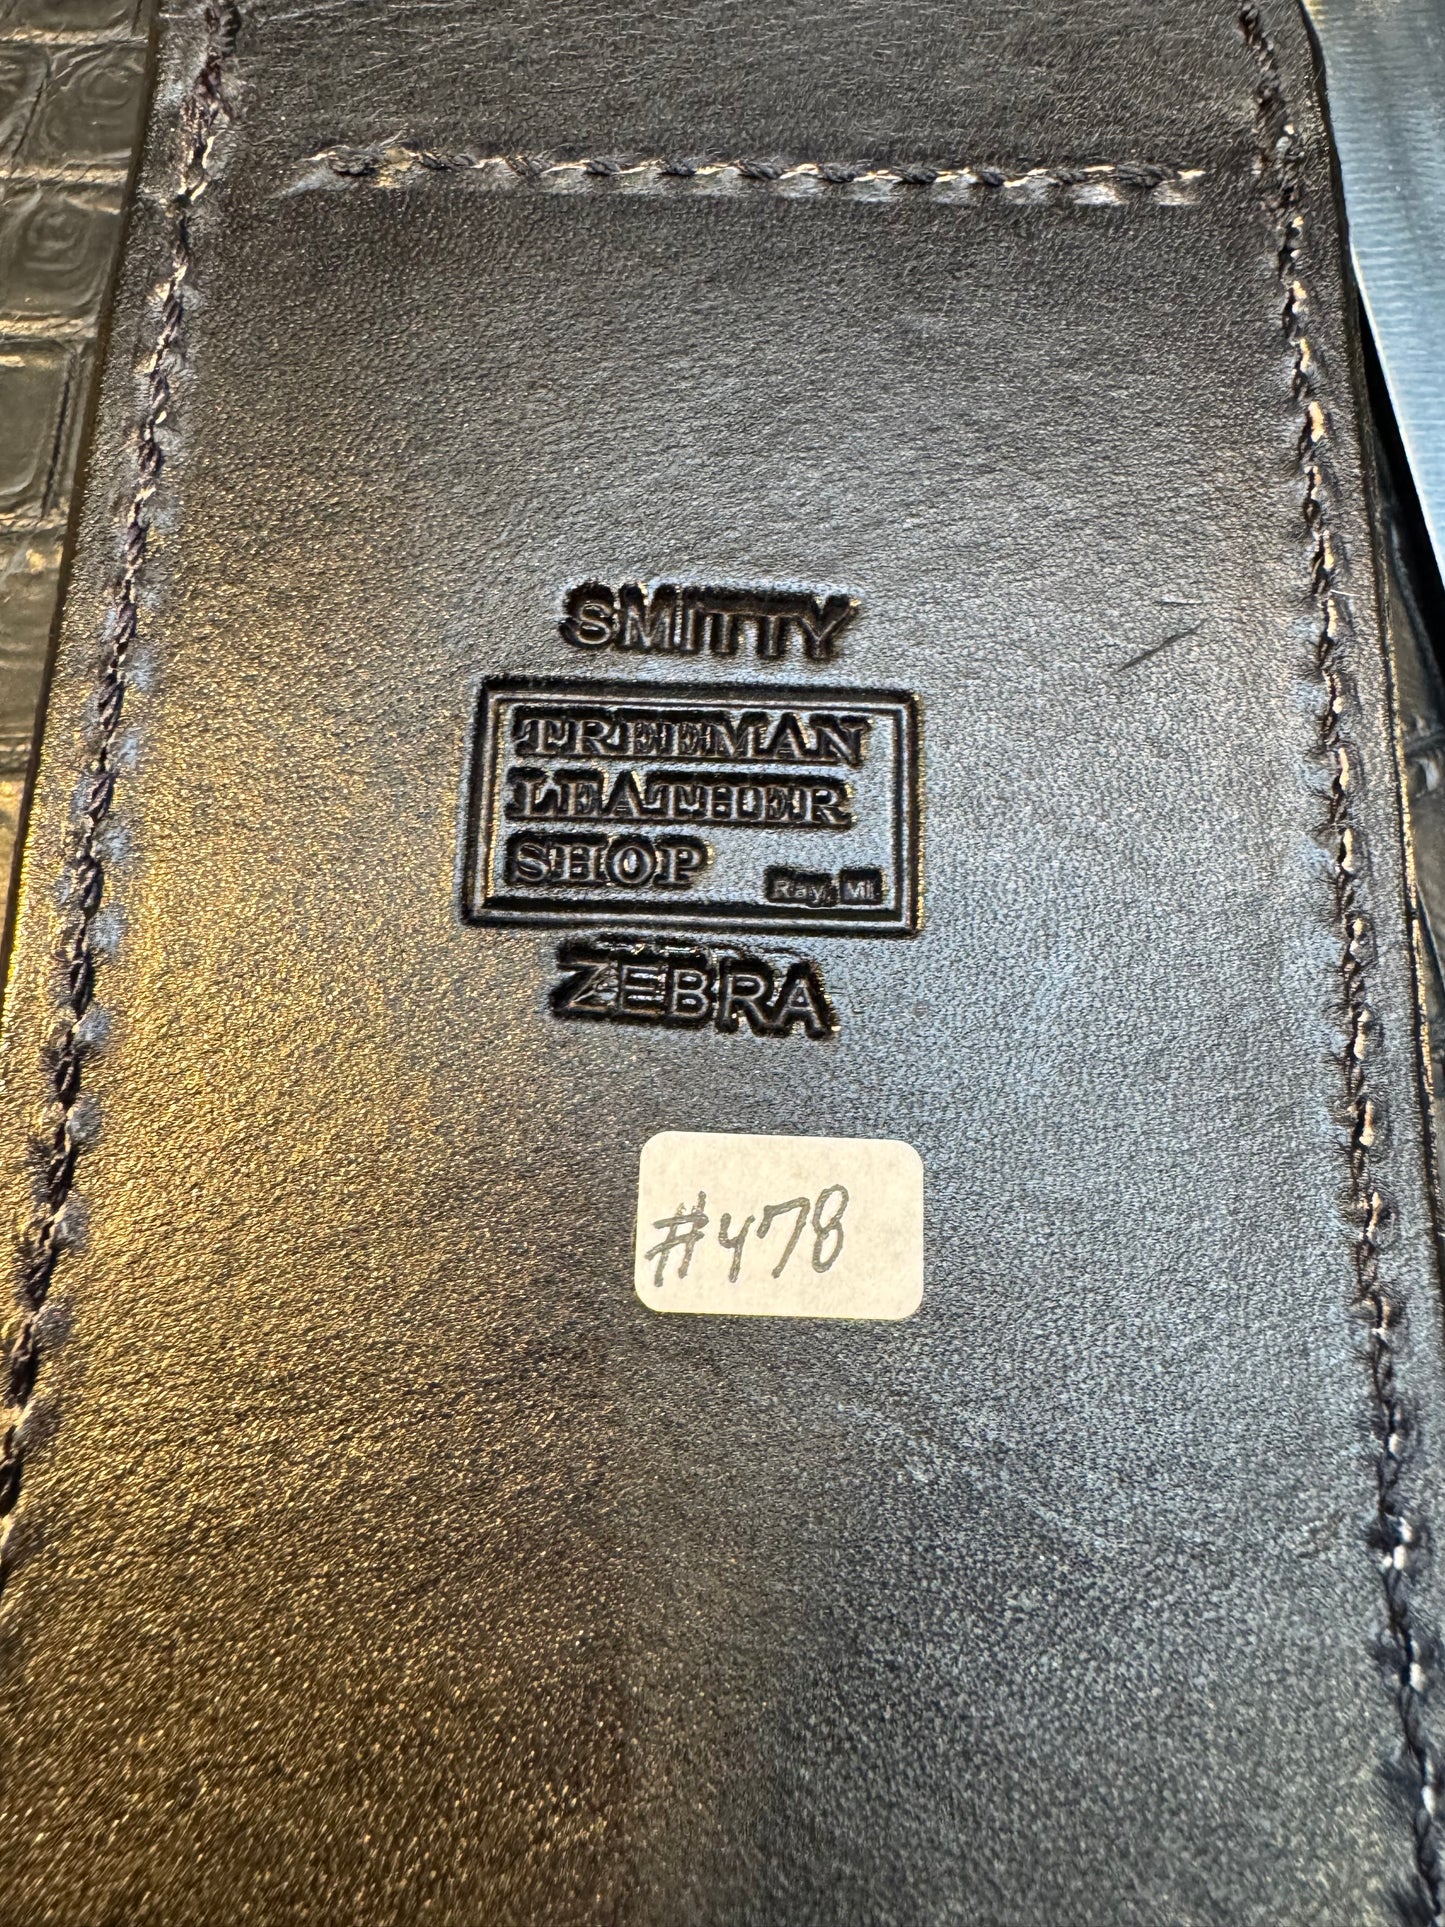 SMITTY
TREEMAN
LEATHER
SHOP
Ray, MI
ZEBRA
#478